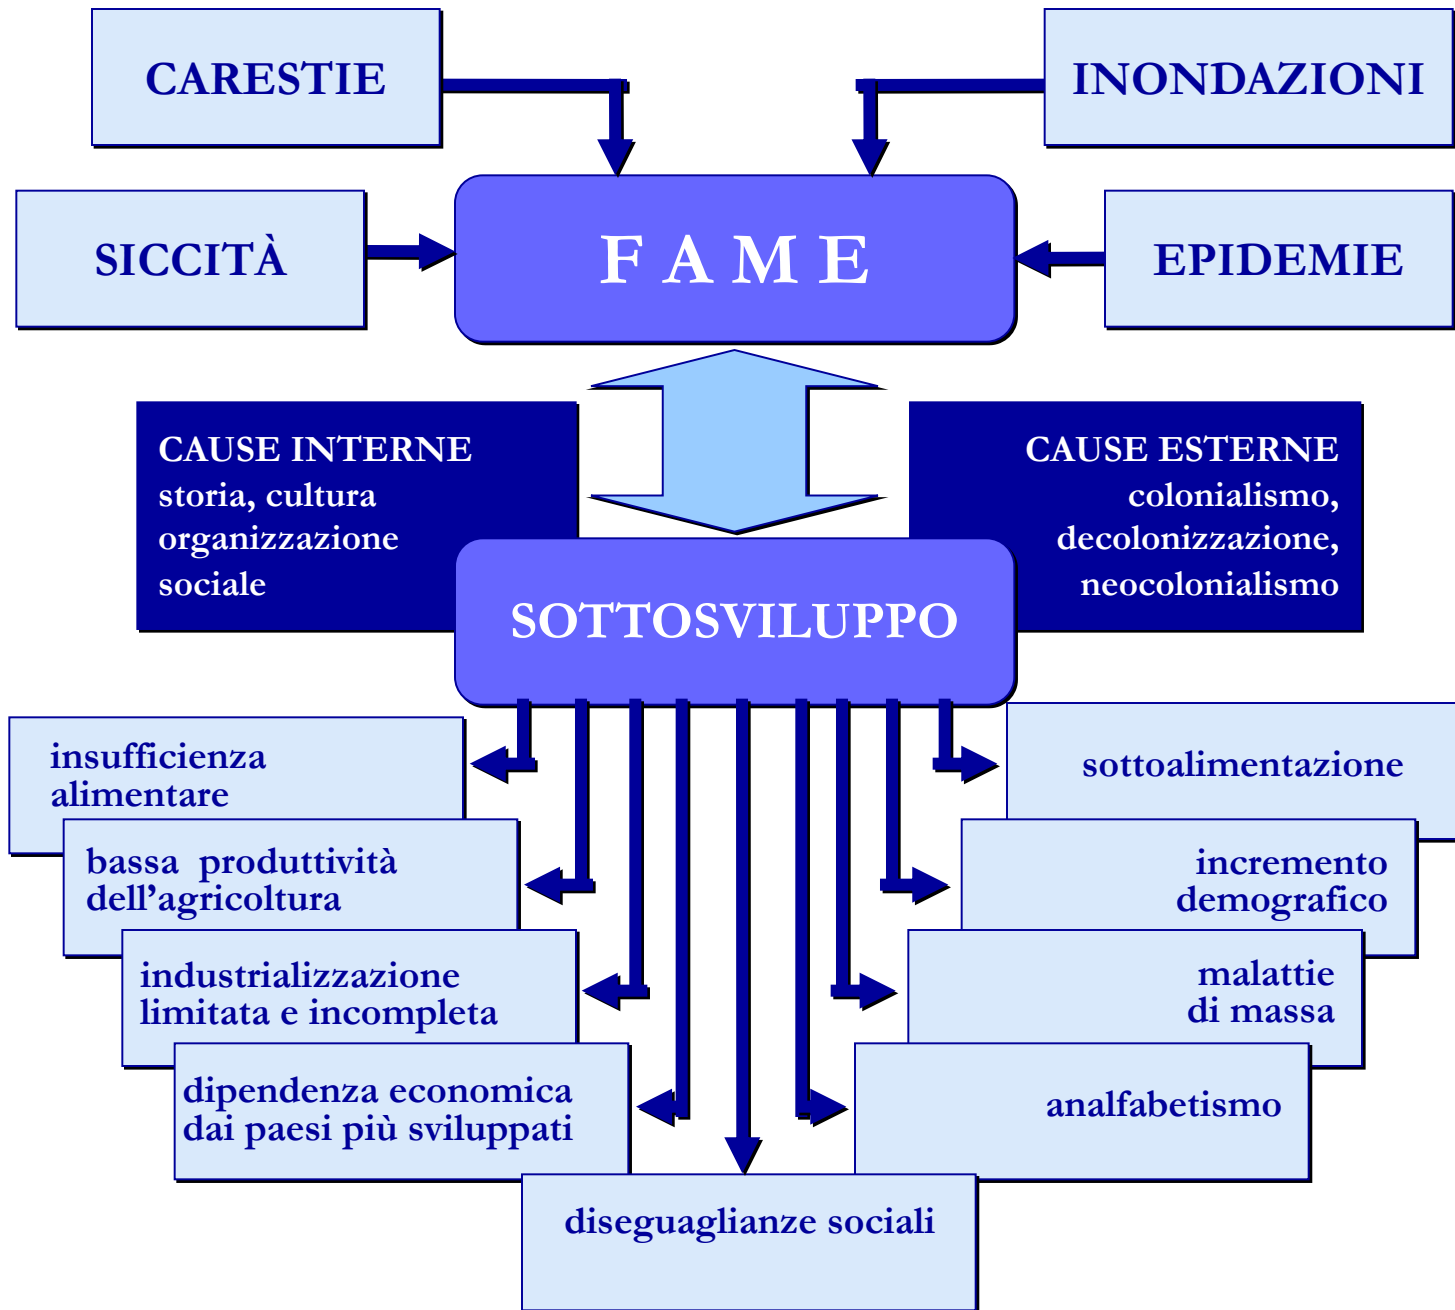 CARESTIE
INONDAZIONI
SICCITÀ
F A M E
EPIDEMIE
CAUSE INTERNE
storia, cultura
organizzazione
sociale
CAUSE ESTERNE
colonialismo,
decolonizzazione,
neocolonialismo
SOTTOSVILUPPO
insufficienza
alimentare
sottoalimentazione
bassa produttività
dell’agricoltura
incremento
demografico
industrializzazione
limitata e incompleta
malattie
di massa
dipendenza economica
dai paesi più sviluppati
analfabetismo
diseguaglianze sociali